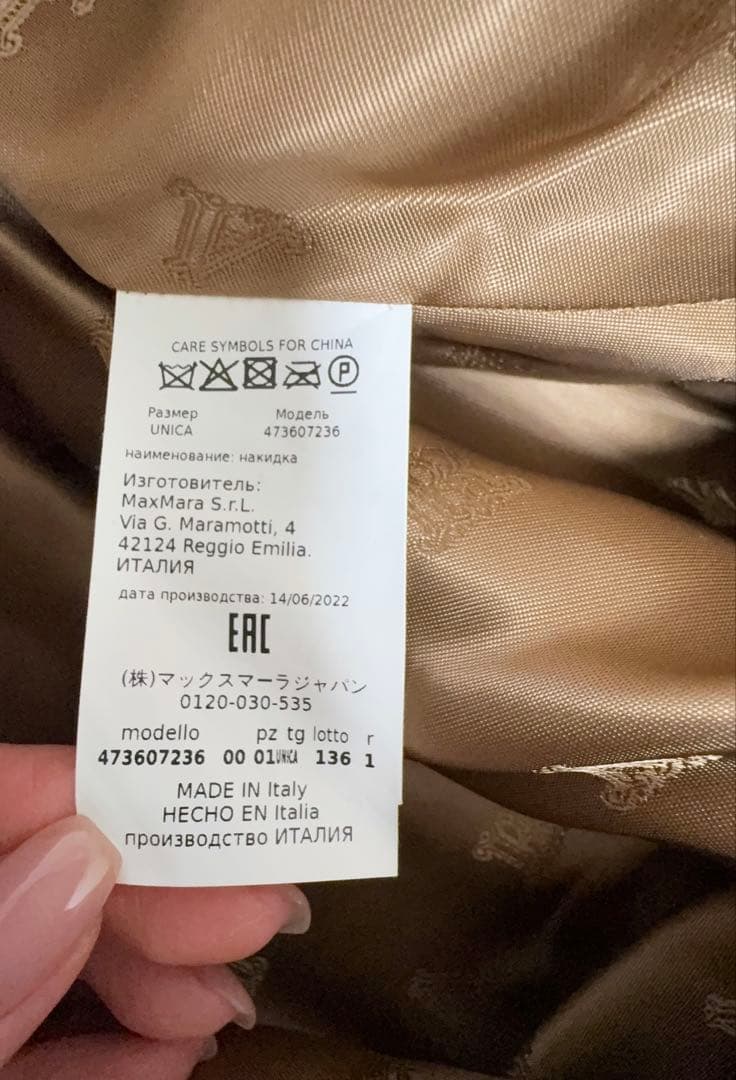 CARE SYMBOLS FOR CHINA
P
Размер Модель
UNICA 473607236
наименование: накидка
Изготовитель:
MaxMara S.r.L.
Via G. Maramotti, 4
42124 Reggio Emilia.
ИТАЛИЯ
дата производства: 14/06/2022
EAC
(株)マックスマーラジャパン
0120-030-535
modello pz tg lotto r
473607236 00 01 UNICA 136 1
MADE IN Italy
HECHO EN Italia
производство ИТАЛИЯ